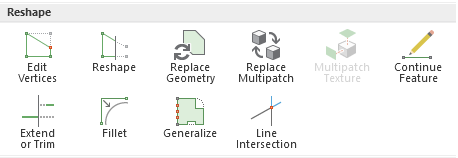 Reshape
Edit
Vertices
Reshape
Replace
Geometry
Replace
Multipatch
Multipatch
Texture
Continue
Feature
Extend
or Trim
Fillet
Generalize
Line
Intersection